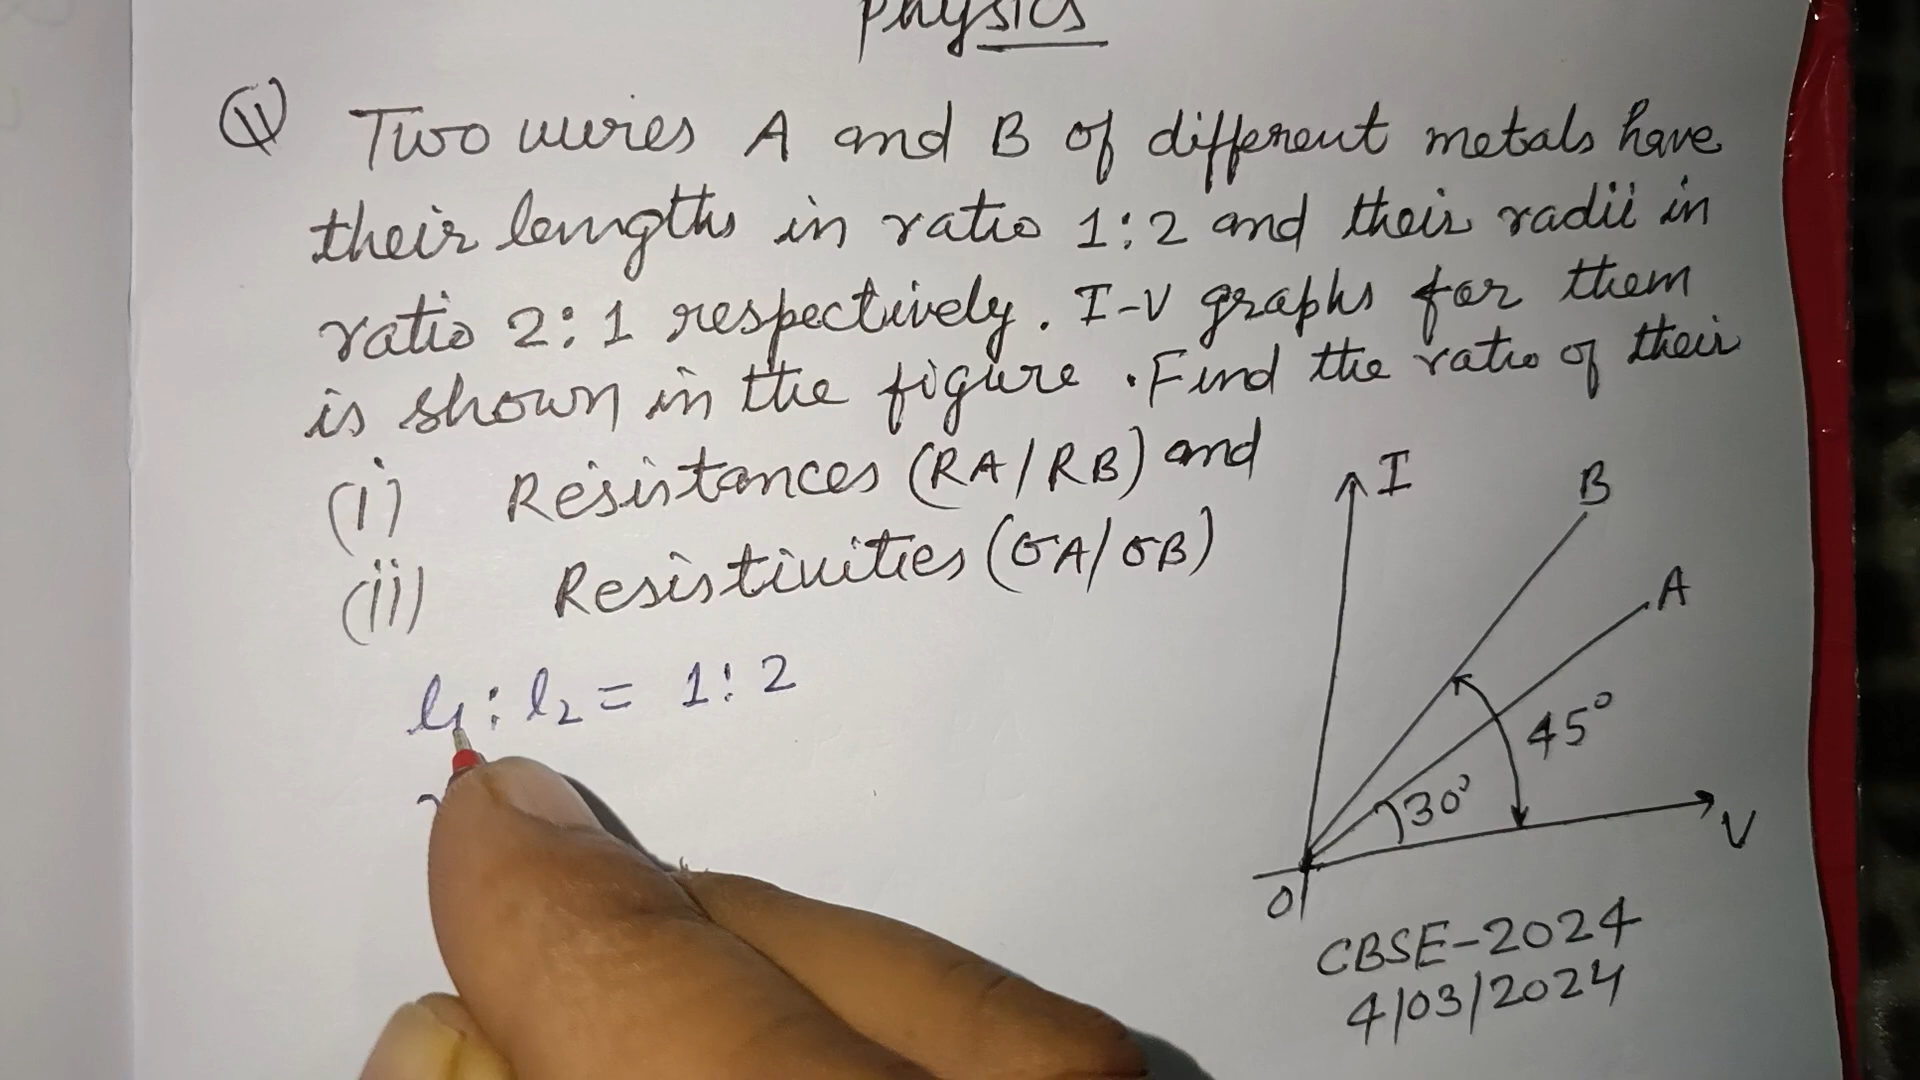 Physics
(11) Two wires A and B of different metals have
their lengths in ratio 1:2 and their radii in
ratio 2:1 respectively. I-V graphs for them
is shown in the figure. Find the ratio of their
(i) Resistances (RA/RB) and
(ii) Resistivities (σA/σB)
l1 : l2 = 1:2
I
B
A
45°
30°
V
O
CBSE-2024
4/03/2024